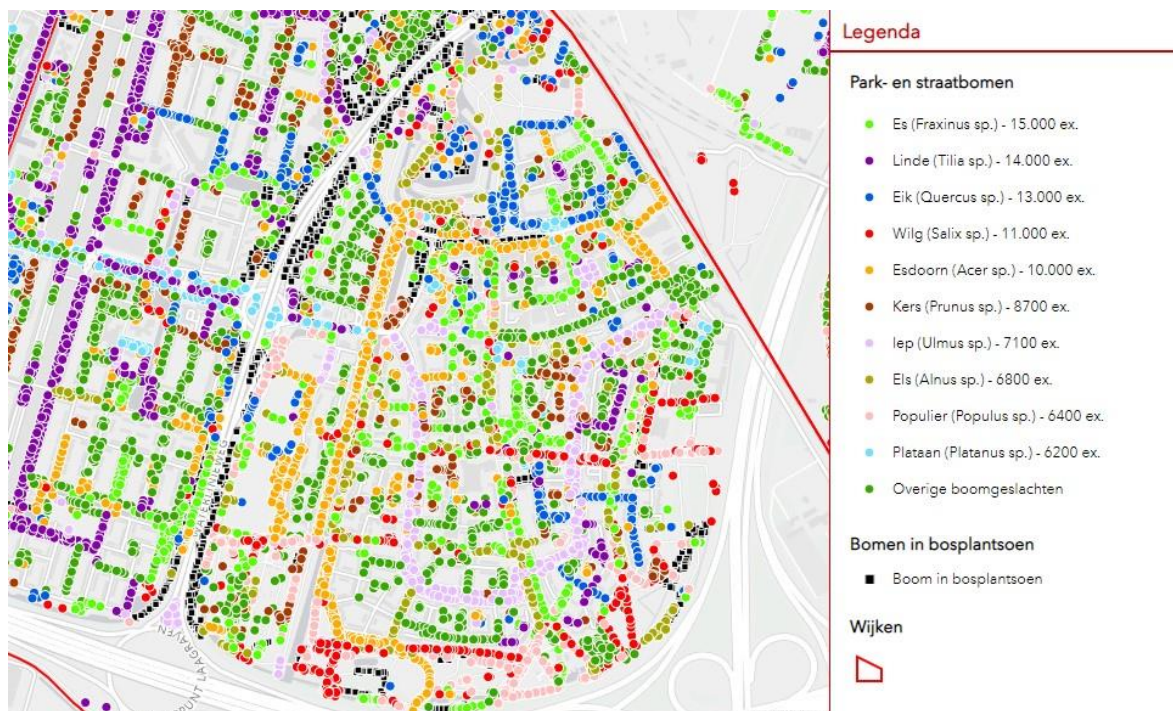 Legenda
Park- en straatbomen
Es (Fraxinus sp.) - 15.000 ex.
Linde (Tilia sp.) - 14.000 ex.
Eik (Quercus sp.) - 13.000 ex.
Wilg (Salix sp.) - 11.000 ex.
Esdoorn (Acer sp.) - 10.000 ex.
Kers (Prunus sp.) - 8700 ex.
Iep (Ulmus sp.) - 7100 ex.
Els (Alnus sp.) - 6800 ex.
Populier (Populus sp.) - 6400 ex.
Plataan (Platanus sp.) - 6200 ex.
Overige boomgeslachten
Bomen in bosplantsoen
Boom in bosplantsoen
Wijken
PUNT LAAGRAVEN